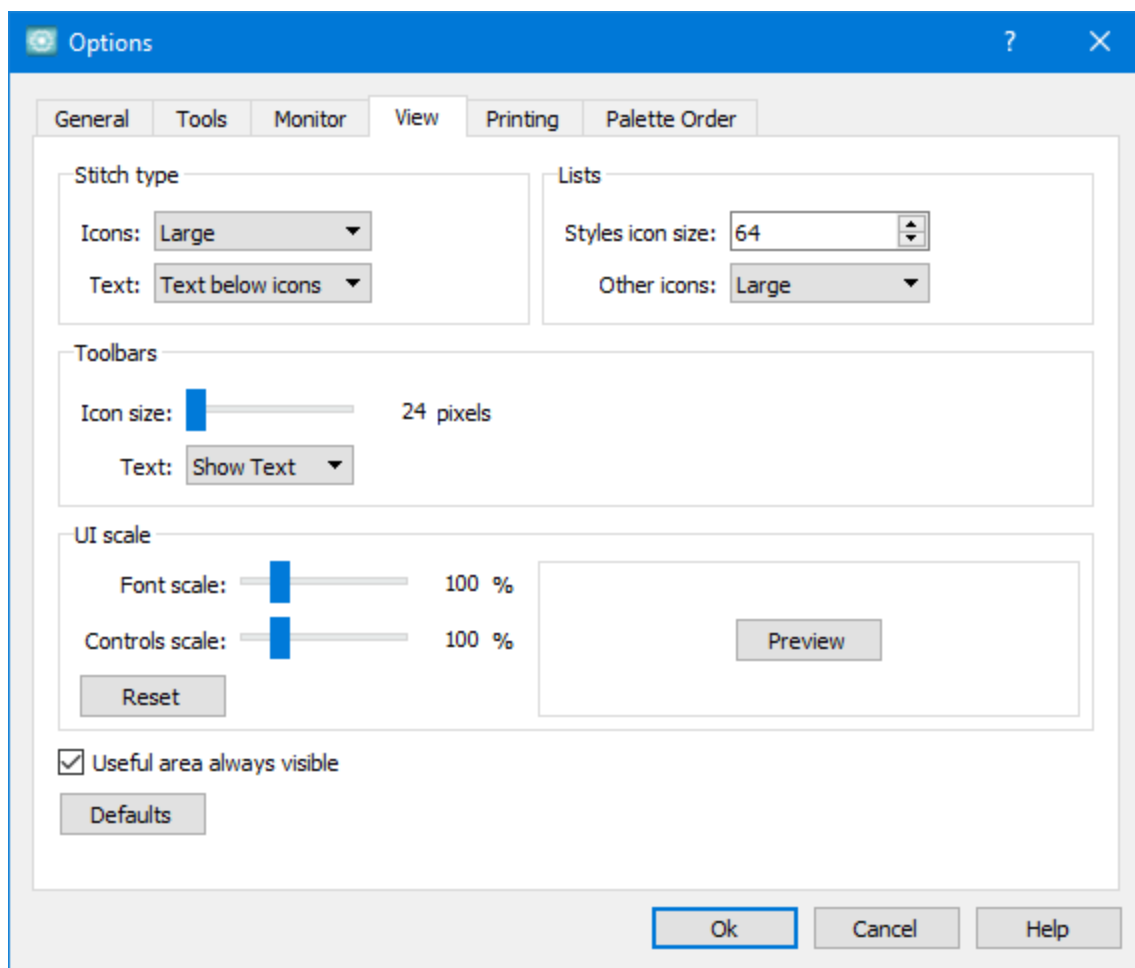 Options ?
General Tools Monitor View Printing Palette Order
Stitch type
Icons: Large
Text: Text below icons
Lists
Styles icon size: 64
Other icons: Large
Toolbars
Icon size: 24 pixels
Text: Show Text
UI scale
Font scale: 100 %
Controls scale: 100 %
Reset
Preview
Useful area always visible
Defaults
Ok Cancel Help